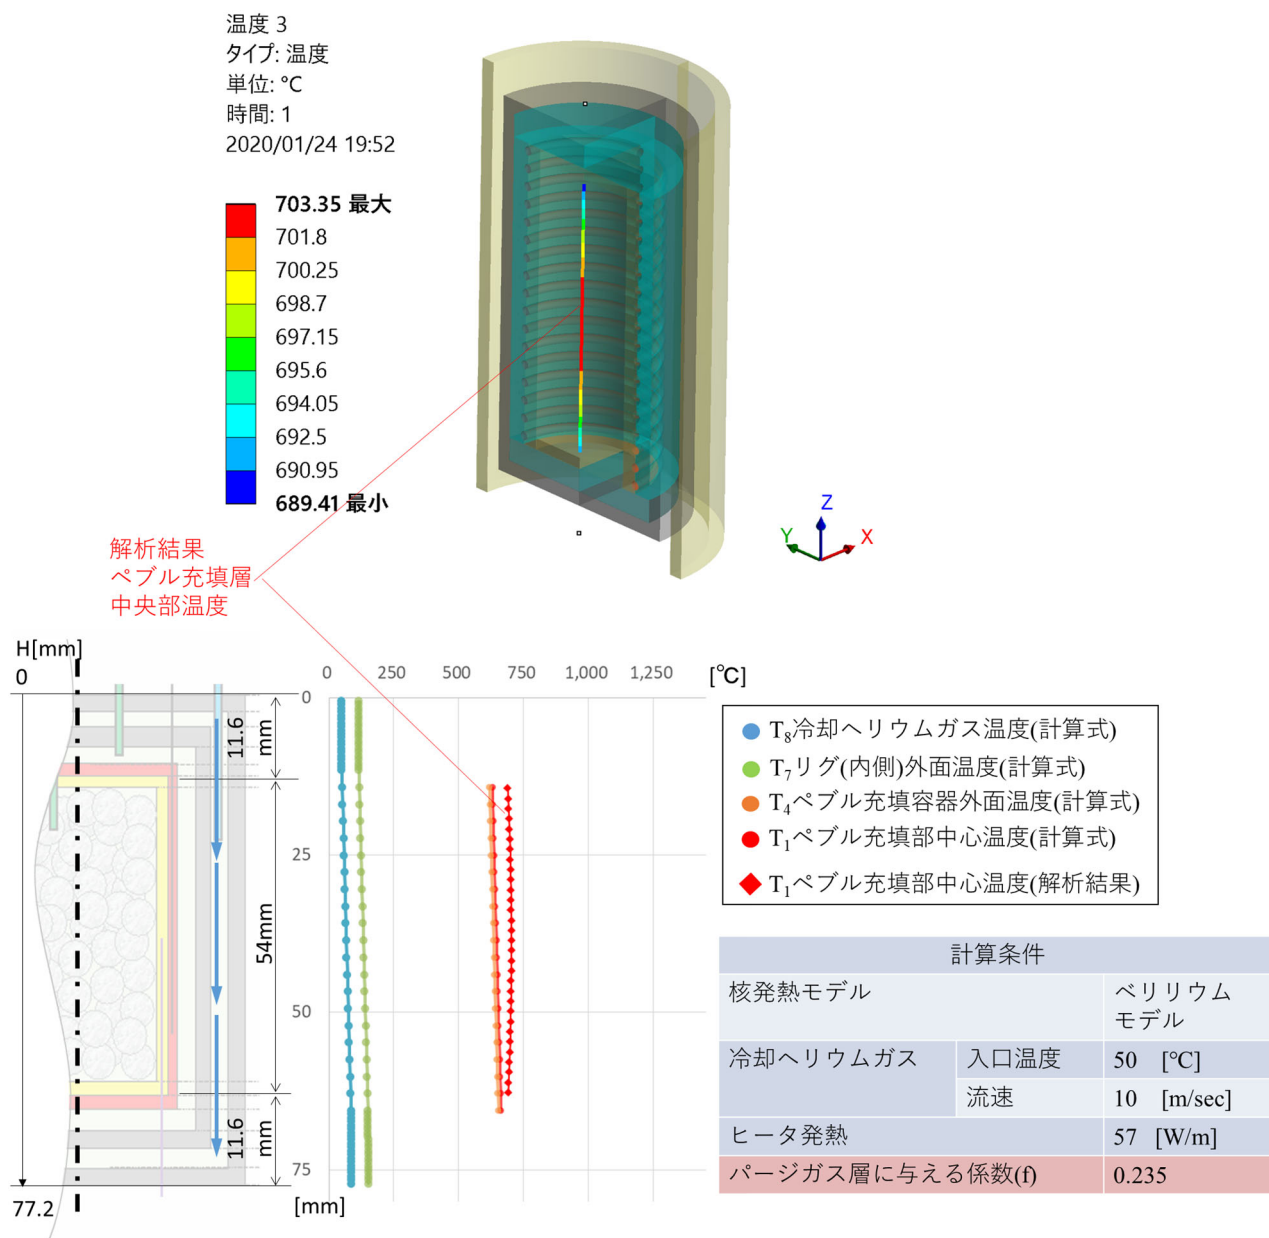 温度 3
タイプ: 温度
単位: °C
時間: 1
2020/01/24 19:52
703.35 最大
701.8
700.25
698.7
697.15
695.6
694.05
692.5
690.95
689.41 最小
Z
Y
X
解析結果
ペブル充填層
中央部温度
H[mm]
0
11.6
mm
54mm
11.6
mm
77.2
0
250
500
750
1,000
1,250
[℃]
0
25
50
75
[mm]
T₈冷却ヘリウムガス温度(計算式)
T₇リグ(内側)外面温度(計算式)
T₄ペブル充填容器外面温度(計算式)
T₁ペブル充填部中心温度(計算式)
T₁ペブル充填部中心温度(解析結果)
計算条件
核発熱モデル ベリリウム
モデル
冷却ヘリウムガス 入口温度 50 [℃]
流速 10 [m/sec]
ヒータ発熱 57 [W/m]
パージガス層に与える係数(f) 0.235